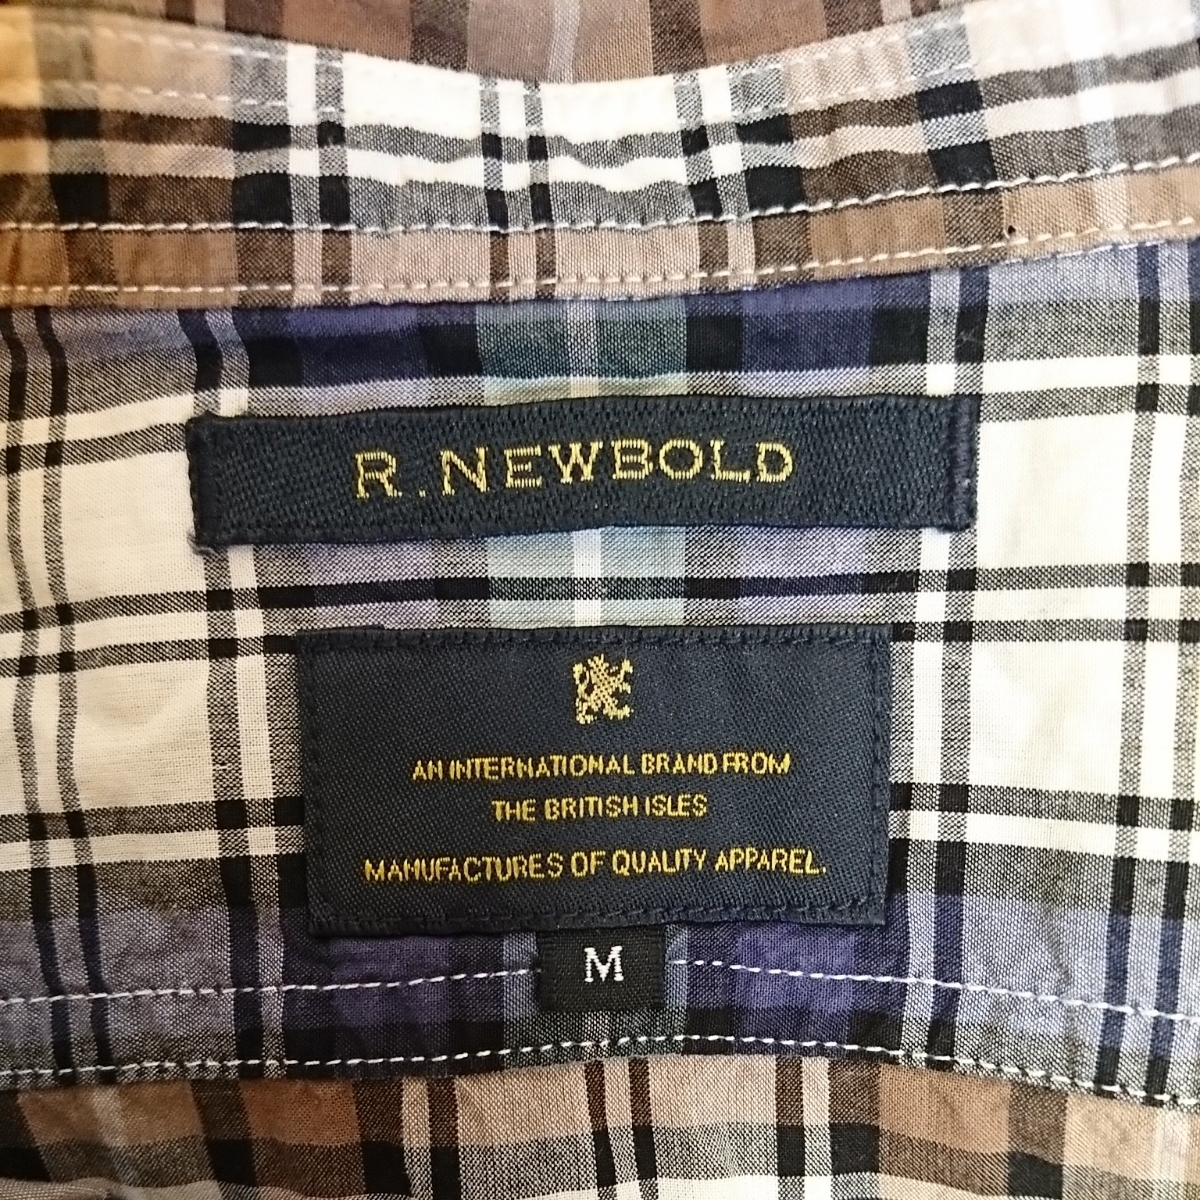 R. NEWBOLD
AN INTERNATIONAL BRAND FROM
THE BRITISH ISLES
MANUFACTURES OF QUALITY APPAREL.
M